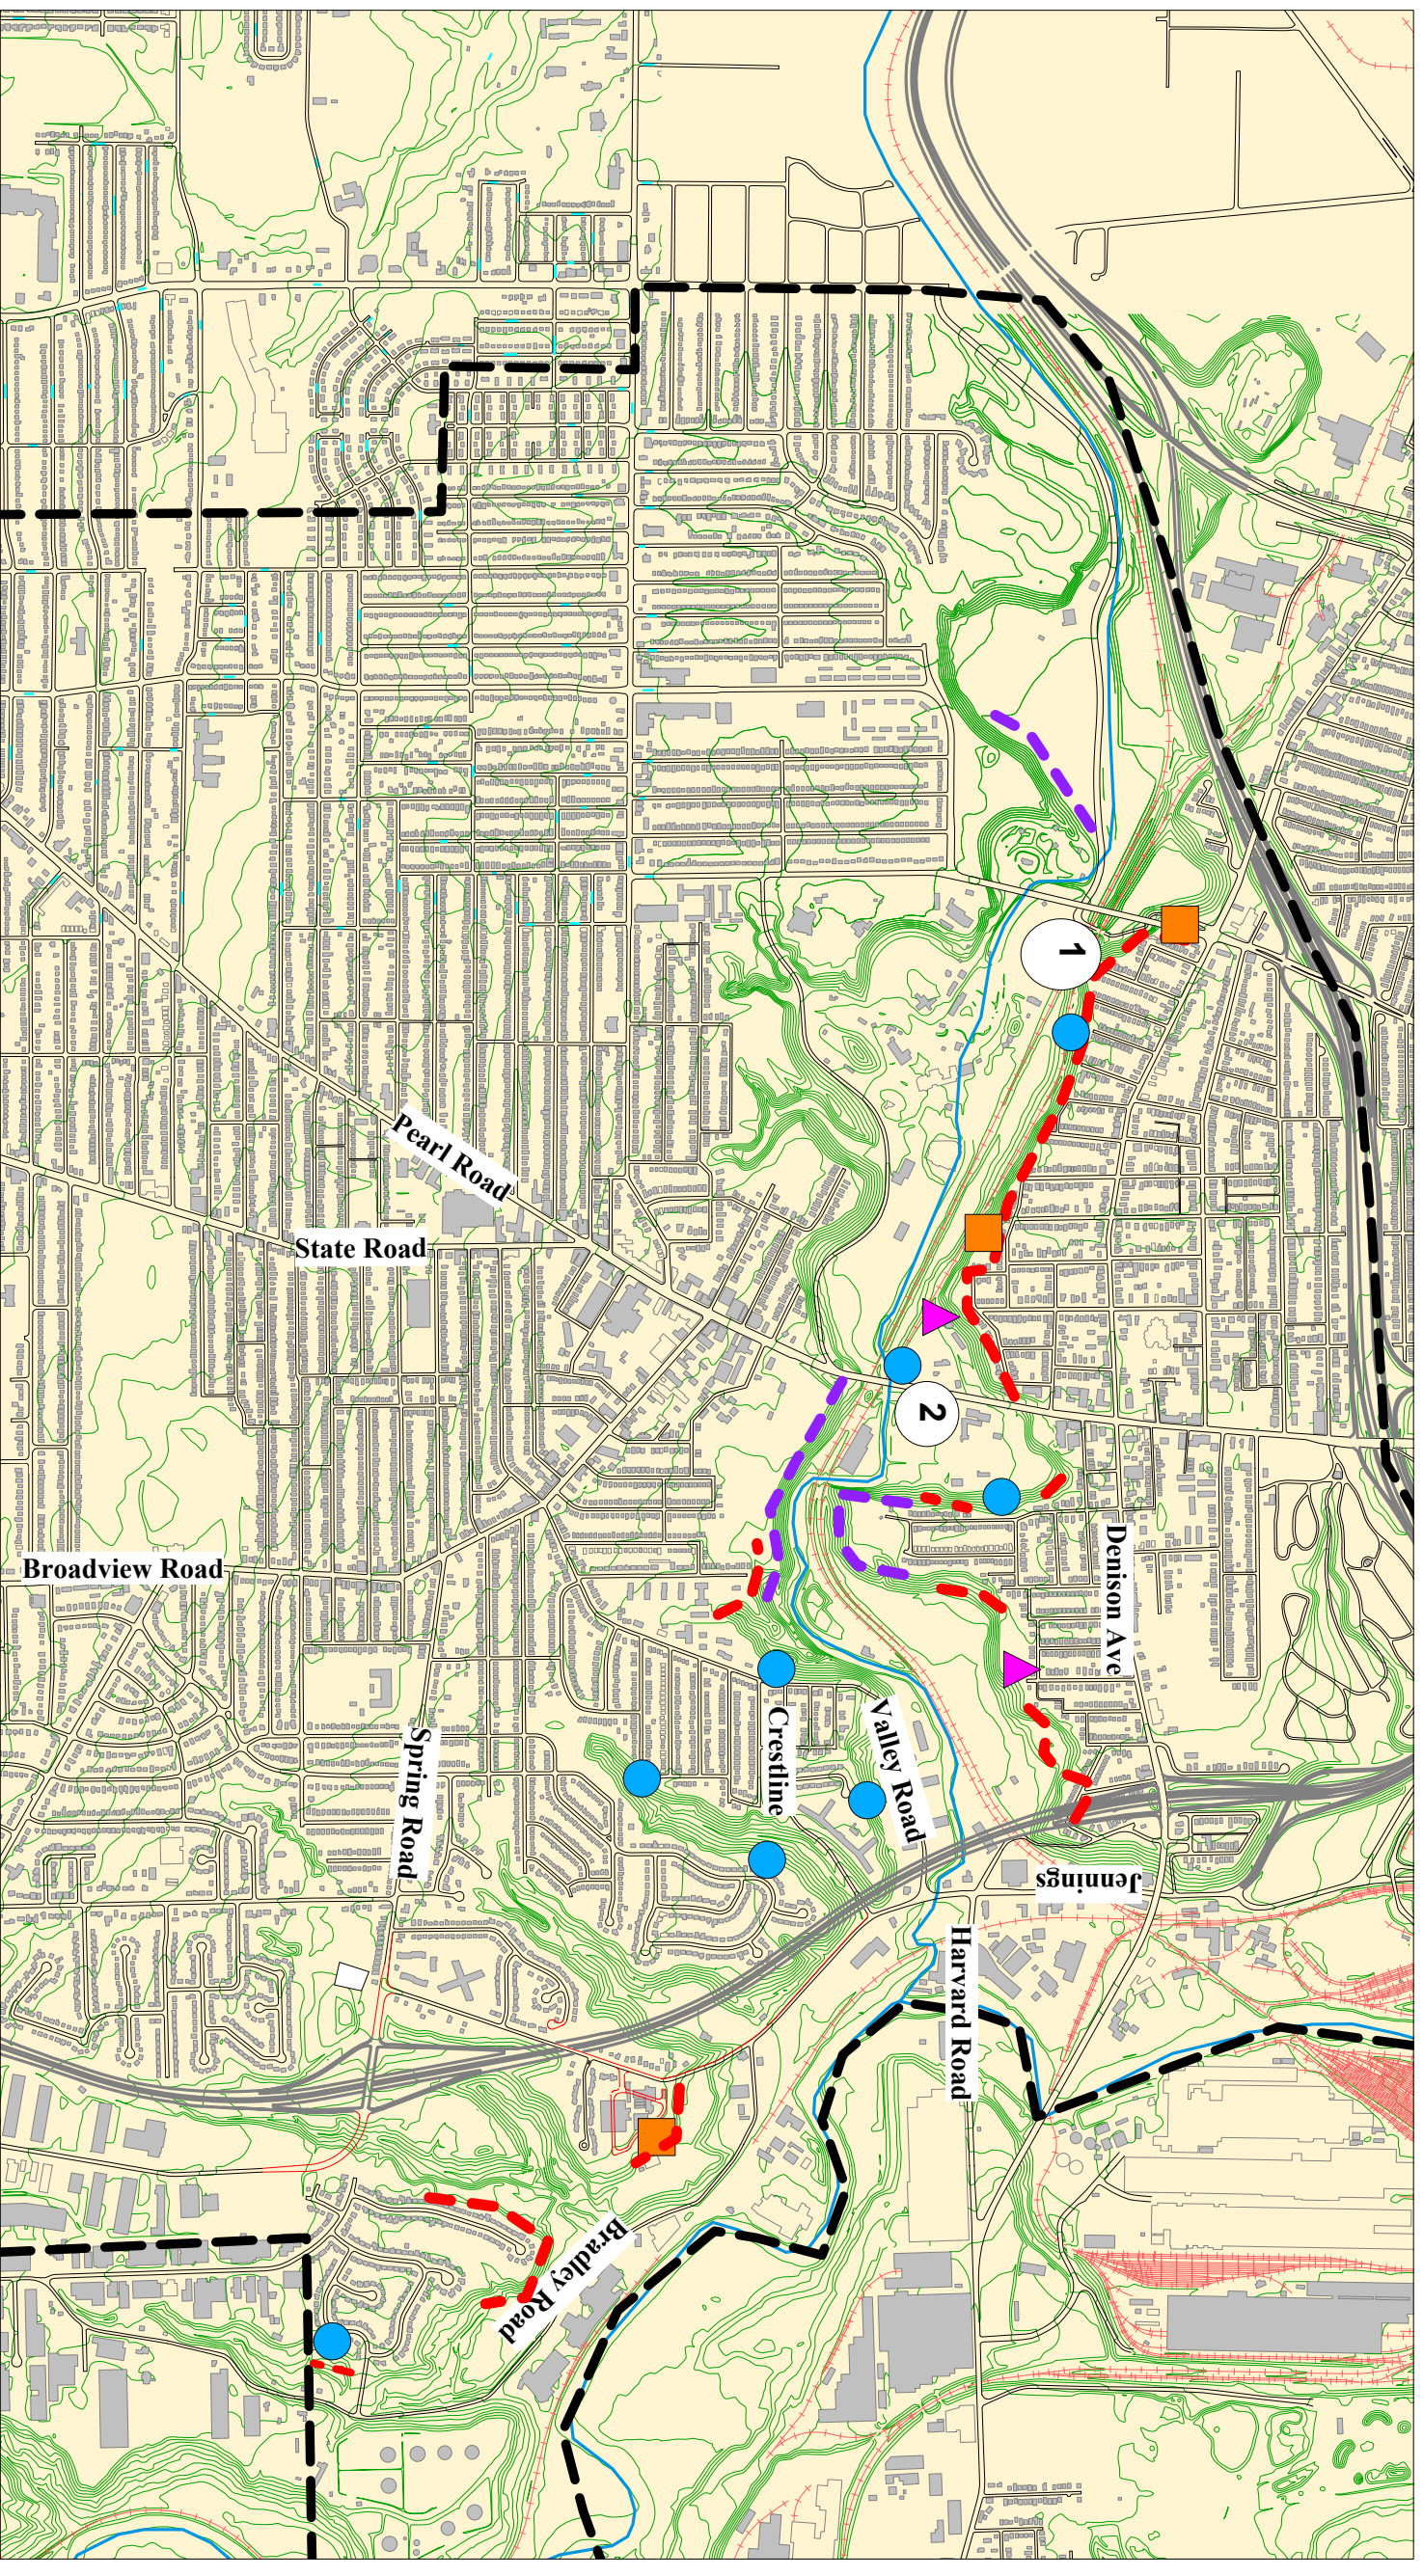 1
Pearl Road
State Road
2
Broadview Road
Denison Ave
Crestline
Valley Road
Spring Road
Jennings
Harvard Road
Bradley Road